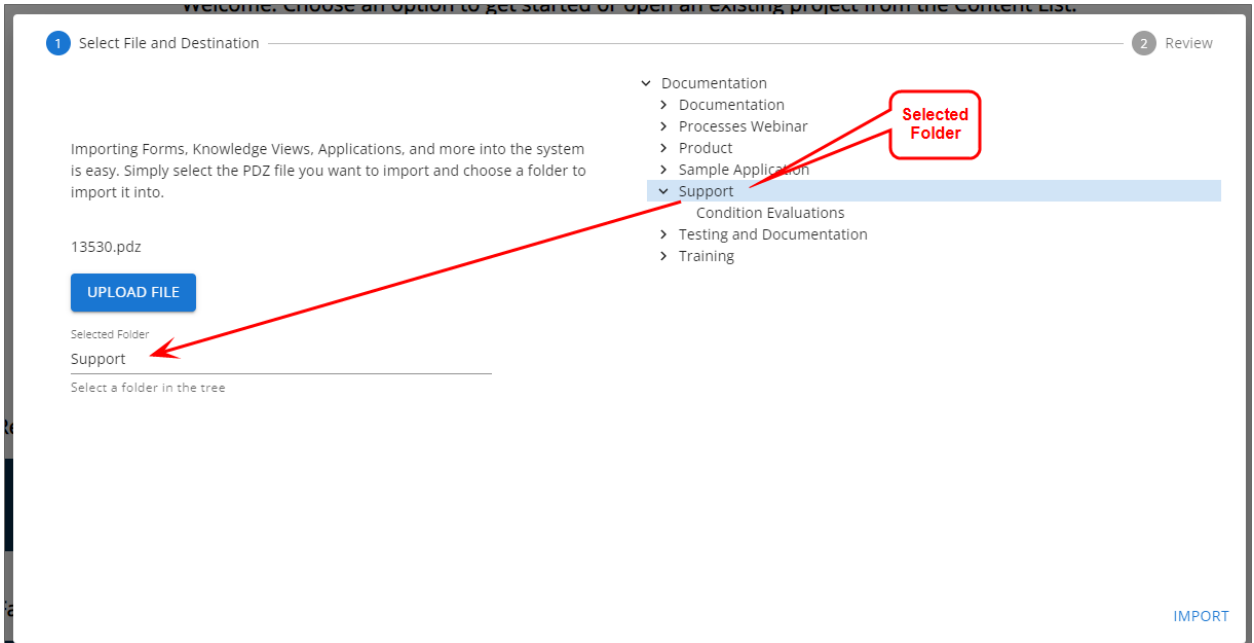 Welcome. Choose an option to get started or open an existing project from the Content List.
1 Select File and Destination
2 Review
Importing Forms, Knowledge Views, Applications, and more into the system
is easy. Simply select the PDZ file you want to import and choose a folder to
import it into.
13530.pdz
UPLOAD FILE
Selected Folder
Support
Select a folder in the tree
Documentation
Documentation
Processes Webinar
Product
Sample Application
Support
Condition Evaluations
Testing and Documentation
Training
Selected
Folder
IMPORT